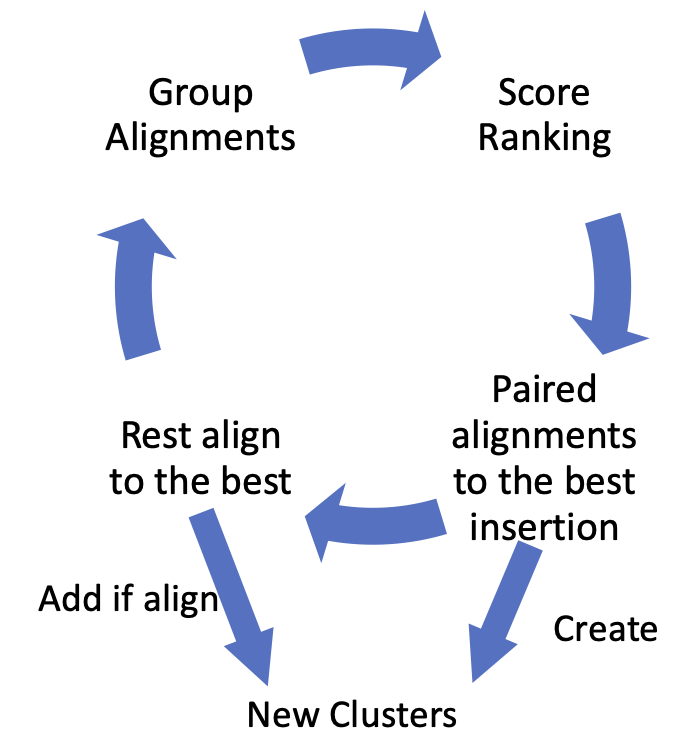 Group
Alignments
Score
Ranking
Paired
alignments
to the best
insertion
Rest align
to the best
Add if align
Create
New Clusters